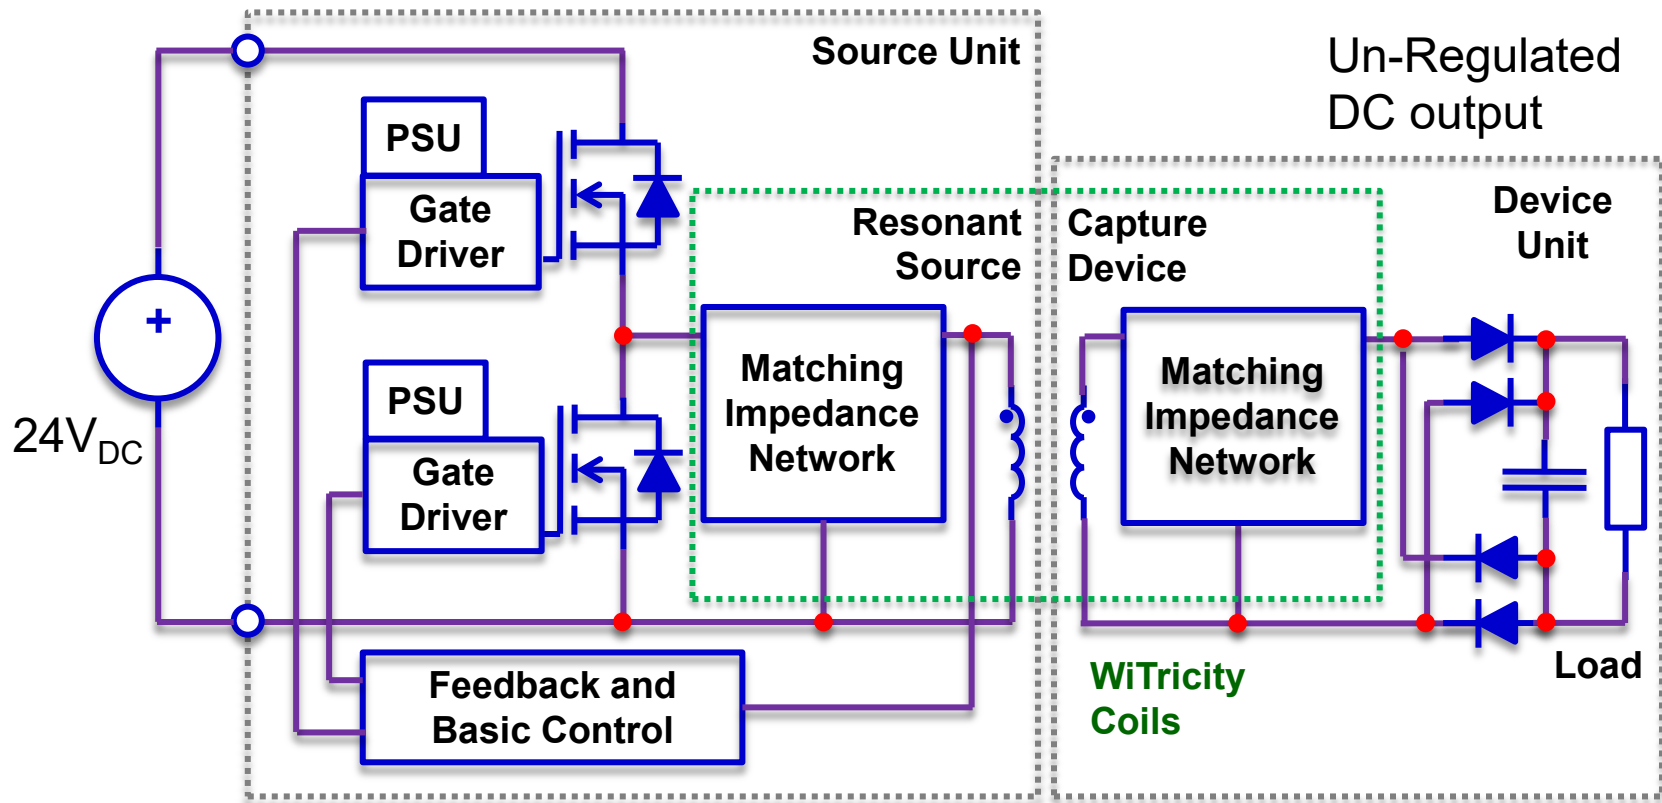 Source Unit
Un-Regulated
DC output
PSU
Gate
Driver
Resonant
Source
Capture
Device
Device
Unit
+
Matching
Impedance
Network
Matching
Impedance
Network
PSU
Gate
Driver
24VDC
Feedback and
Basic Control
WiTricity
Coils
Load